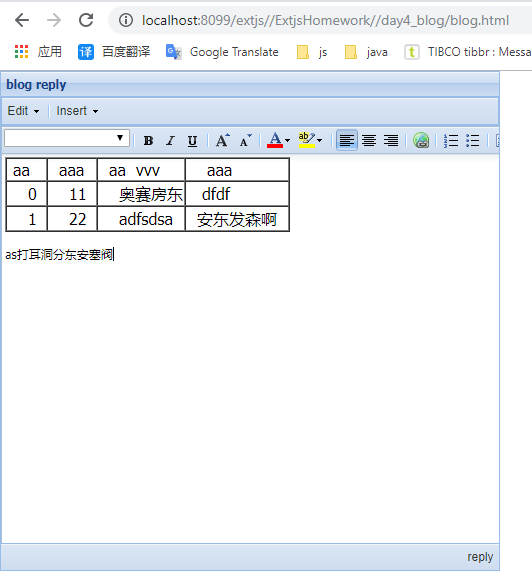 localhost:8099/extjs//ExtjsHomework//day4_blog/blog.html
应用 译 百度翻译 Google Translate js java t TIBCO tibbr : Messa
blog reply
Edit Insert
B I U A A A ab
aa aaa aa vvv aaa
0 11 奥赛房东 dfdf
1 22 adfsdsa 安东发森啊
as打耳洞分东安塞阀
reply